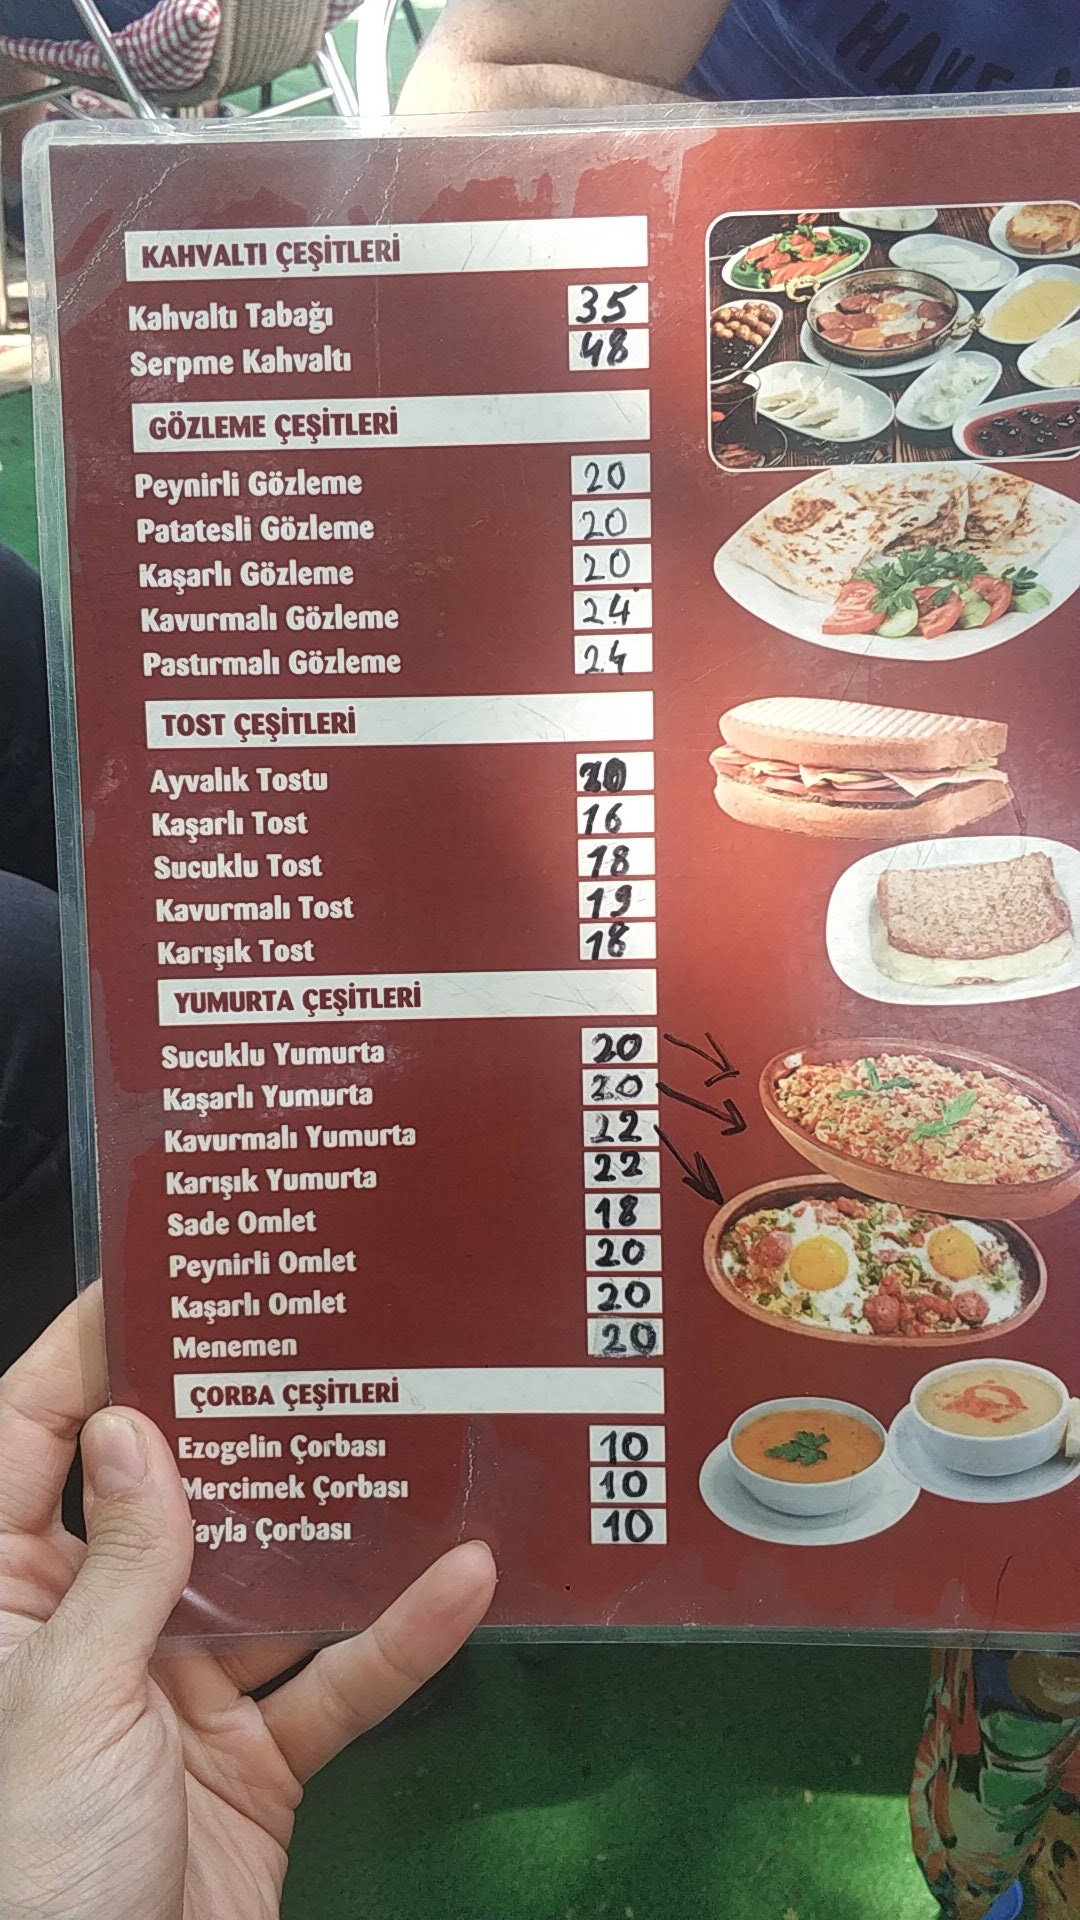 HAVE
KAHVALTI ÇEŞİTLERİ
Kahvaltı Tabağı 35
Serpme Kahvaltı 48
GÖZLEME ÇEŞİTLERİ
Peynirli Gözleme 20
Patatesli Gözleme 20
Kaşarlı Gözleme 20
Kavurmalı Gözleme 24
Pastırmalı Gözleme 24
TOST ÇEŞİTLERİ
Ayvalık Tostu
Kaşarlı Tost 16
Sucuklu Tost 18
Kavurmalı Tost 19
Karışık Tost 18
YUMURTA ÇEŞİTLERİ
Sucuklu Yumurta 20
Kaşarlı Yumurta 20
Kavurmalı Yumurta 22
Karışık Yumurta 22
Sade Omlet 18
Peynirli Omlet 20
Kaşarlı Omlet 20
Menemen 20
ÇORBA ÇEŞİTLERİ
Ezogelin Çorbası 10
Mercimek Çorbası 10
ayla Çorbası 10